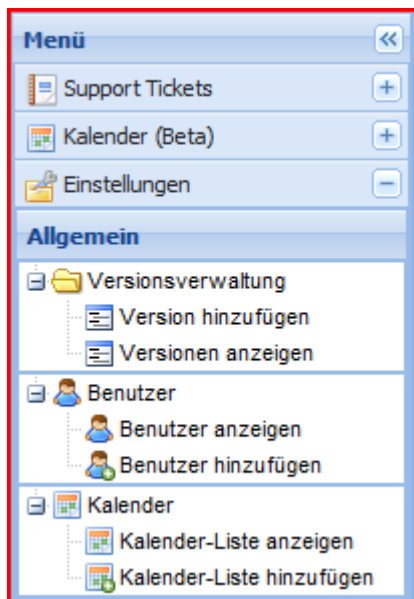 Menü
Support Tickets
Kalender (Beta)
Einstellungen
Allgemein
Versionsverwaltung
Version hinzufügen
Versionen anzeigen
Benutzer
Benutzer anzeigen
Benutzer hinzufügen
Kalender
Kalender-Liste anzeigen
Kalender-Liste hinzufügen